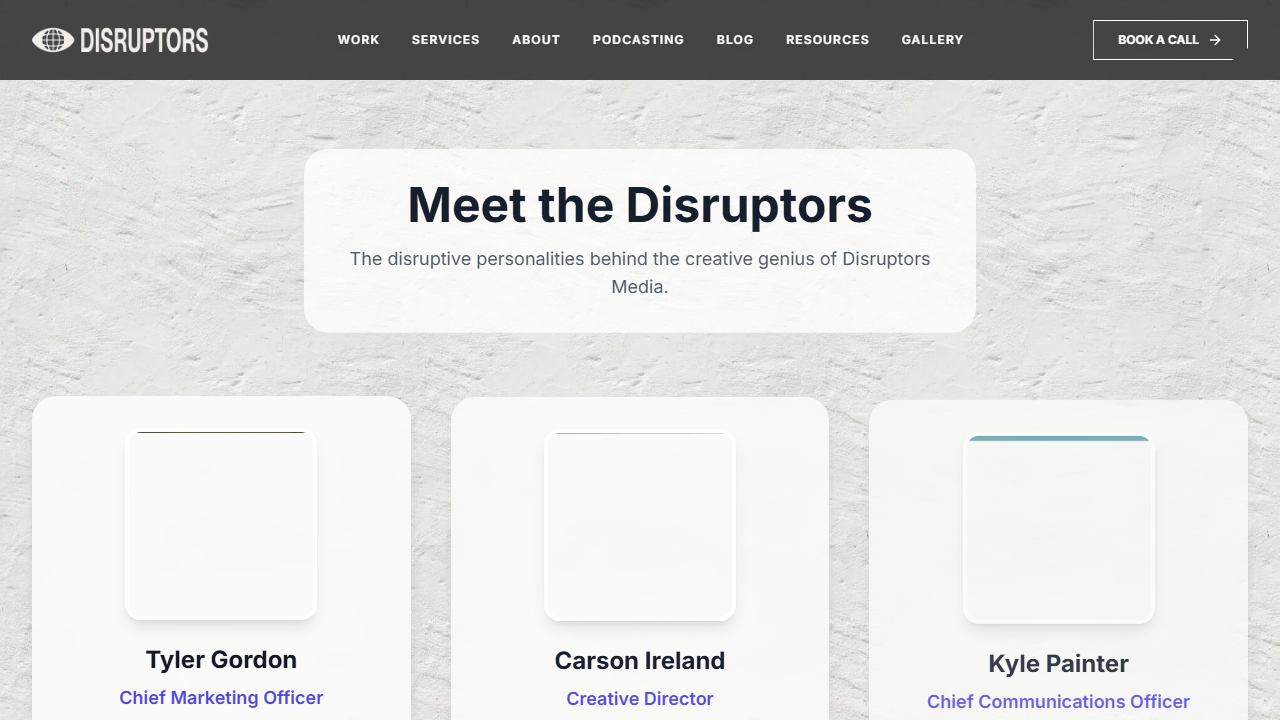 DISRUPTORS
WORK SERVICES ABOUT PODCASTING BLOG RESOURCES GALLERY
BOOK A CALL
Meet the Disruptors
The disruptive personalities behind the creative genius of Disruptors
Media.
Tyler Gordon
Chief Marketing Officer
Carson Ireland
Creative Director
Kyle Painter
Chief Communications Officer